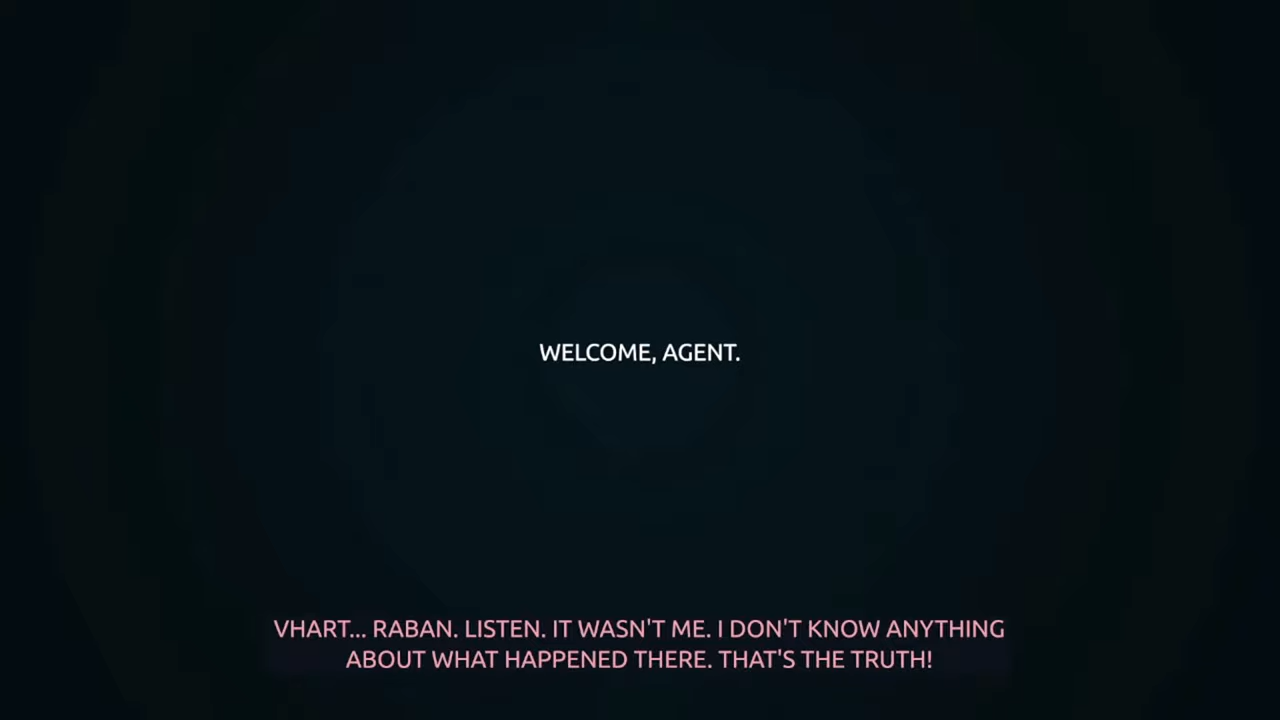 WELCOME, AGENT.
VHART... RABAN. LISTEN. IT WASN'T ME. I DON'T KNOW ANYTHING
ABOUT WHAT HAPPENED THERE. THAT'S THE TRUTH!